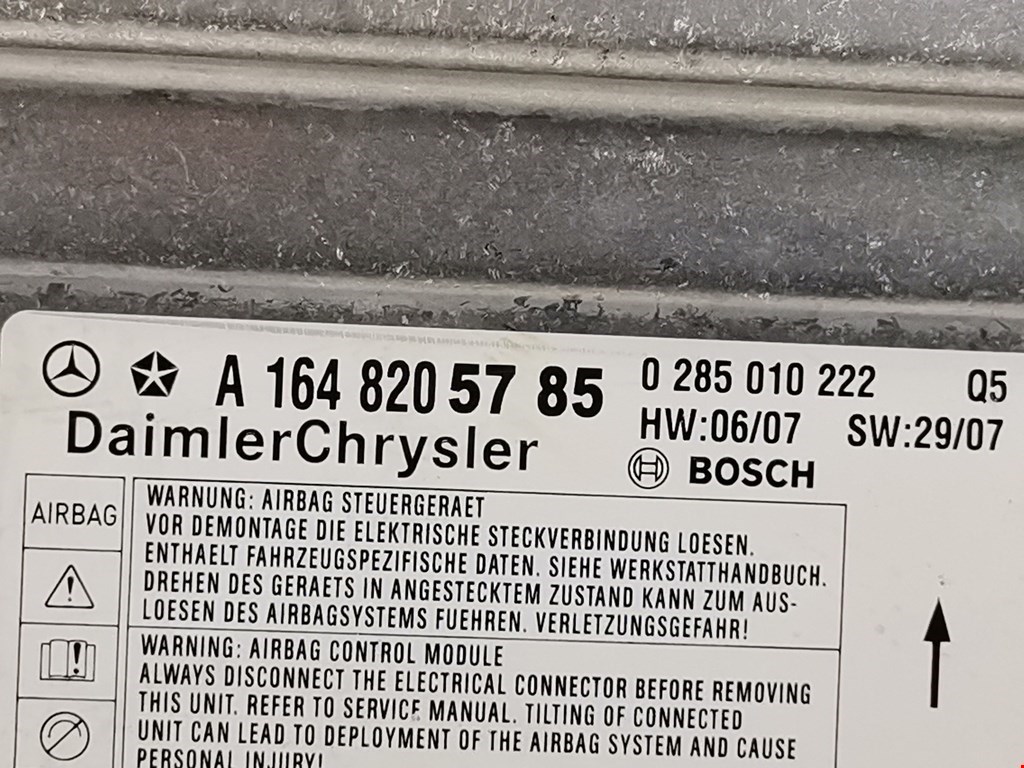 A 164 820 57 85
0 285 010 222 Q5
DaimlerChrysler
HW:06/07 SW:29/07
BOSCH
AIRBAG
WARNUNG: AIRBAG STEUERGERAET
VOR DEMONTAGE DIE ELEKTRISCHE STECKVERBINDUNG LOESEN.
ENTHAELT FAHRZEUGSPEZIFISCHE DATEN. SIEHE WERKSTATTHANDBUCH.
DREHEN DES GERAETS IN ANGESTECKTEM ZUSTAND KANN ZUM AUS-
LOESEN DES AIRBAGSYSTEMS FUEHREN. VERLETZUNGSGEFAHR!
WARNING: AIRBAG CONTROL MODULE
ALWAYS DISCONNECT THE ELECTRICAL CONNECTOR BEFORE REMOVING
THIS UNIT. REFER TO SERVICE MANUAL. TILTING OF CONNECTED
UNIT CAN LEAD TO DEPLOYMENT OF THE AIRBAG SYSTEM AND CAUSE
PERSONAL INJURY!